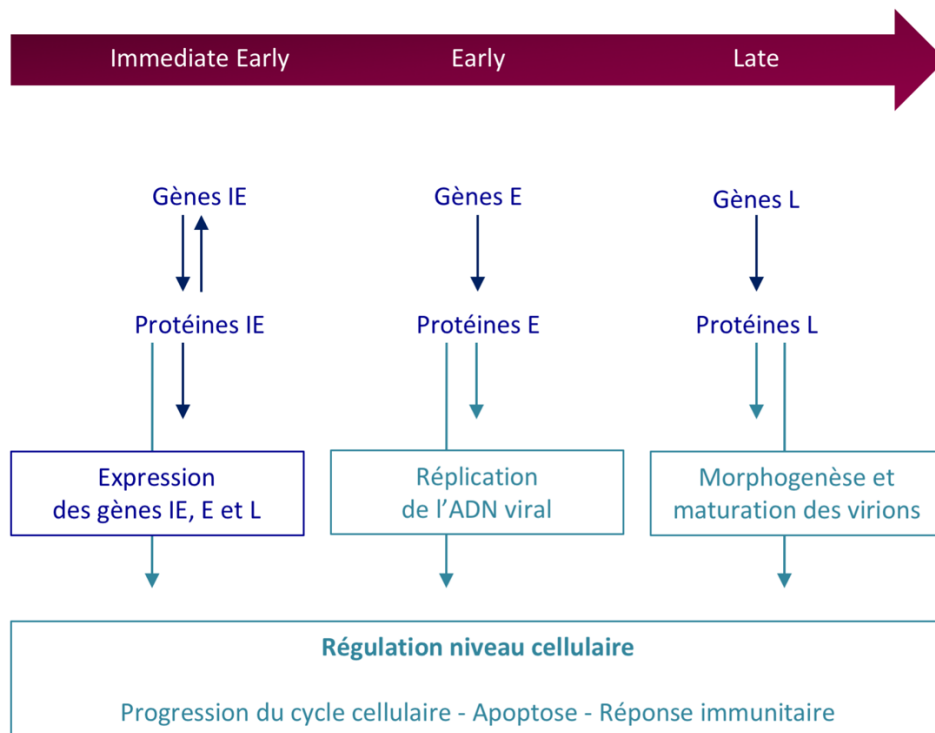 Immediate Early
Early
Late
Gènes IE
Gènes E
Gènes L
Protéines IE
Protéines E
Protéines L
Expression
des gènes IE, E et L
Réplication
de l'ADN viral
Morphogenèse et
maturation des virions
Régulation niveau cellulaire
Progression du cycle cellulaire - Apoptose - Réponse immunitaire